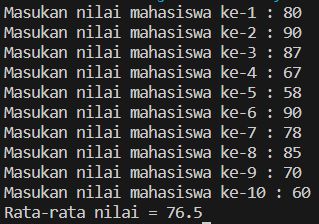 Masukan nilai mahasiswa ke-1 : 80
Masukan nilai mahasiswa ke-2 : 90
Masukan nilai mahasiswa ke-3 : 87
Masukan nilai mahasiswa ke-4 : 67
Masukan nilai mahasiswa ke-5 : 58
Masukan nilai mahasiswa ke-6 : 90
Masukan nilai mahasiswa ke-7 : 78
Masukan nilai mahasiswa ke-8 : 85
Masukan nilai mahasiswa ke-9 : 70
Masukan nilai mahasiswa ke-10 : 60
Rata-rata nilai = 76.5